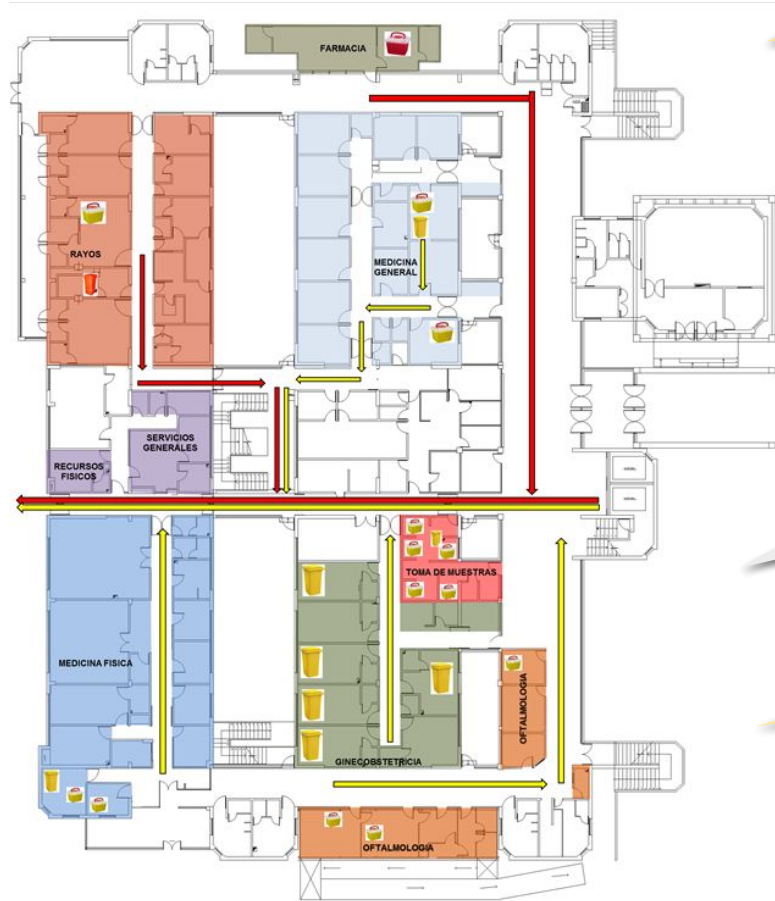 FARMACIA
RAYOS
MEDICINA
GENERAL
SERVICIOS
GENERALES
RECURSOS
FISICOS
TOMA DE MUESTRAS
MEDICINA FISICA
OFTALMOLOGIA
GINECOBSTETRICIA
OFTALMOLOGIA